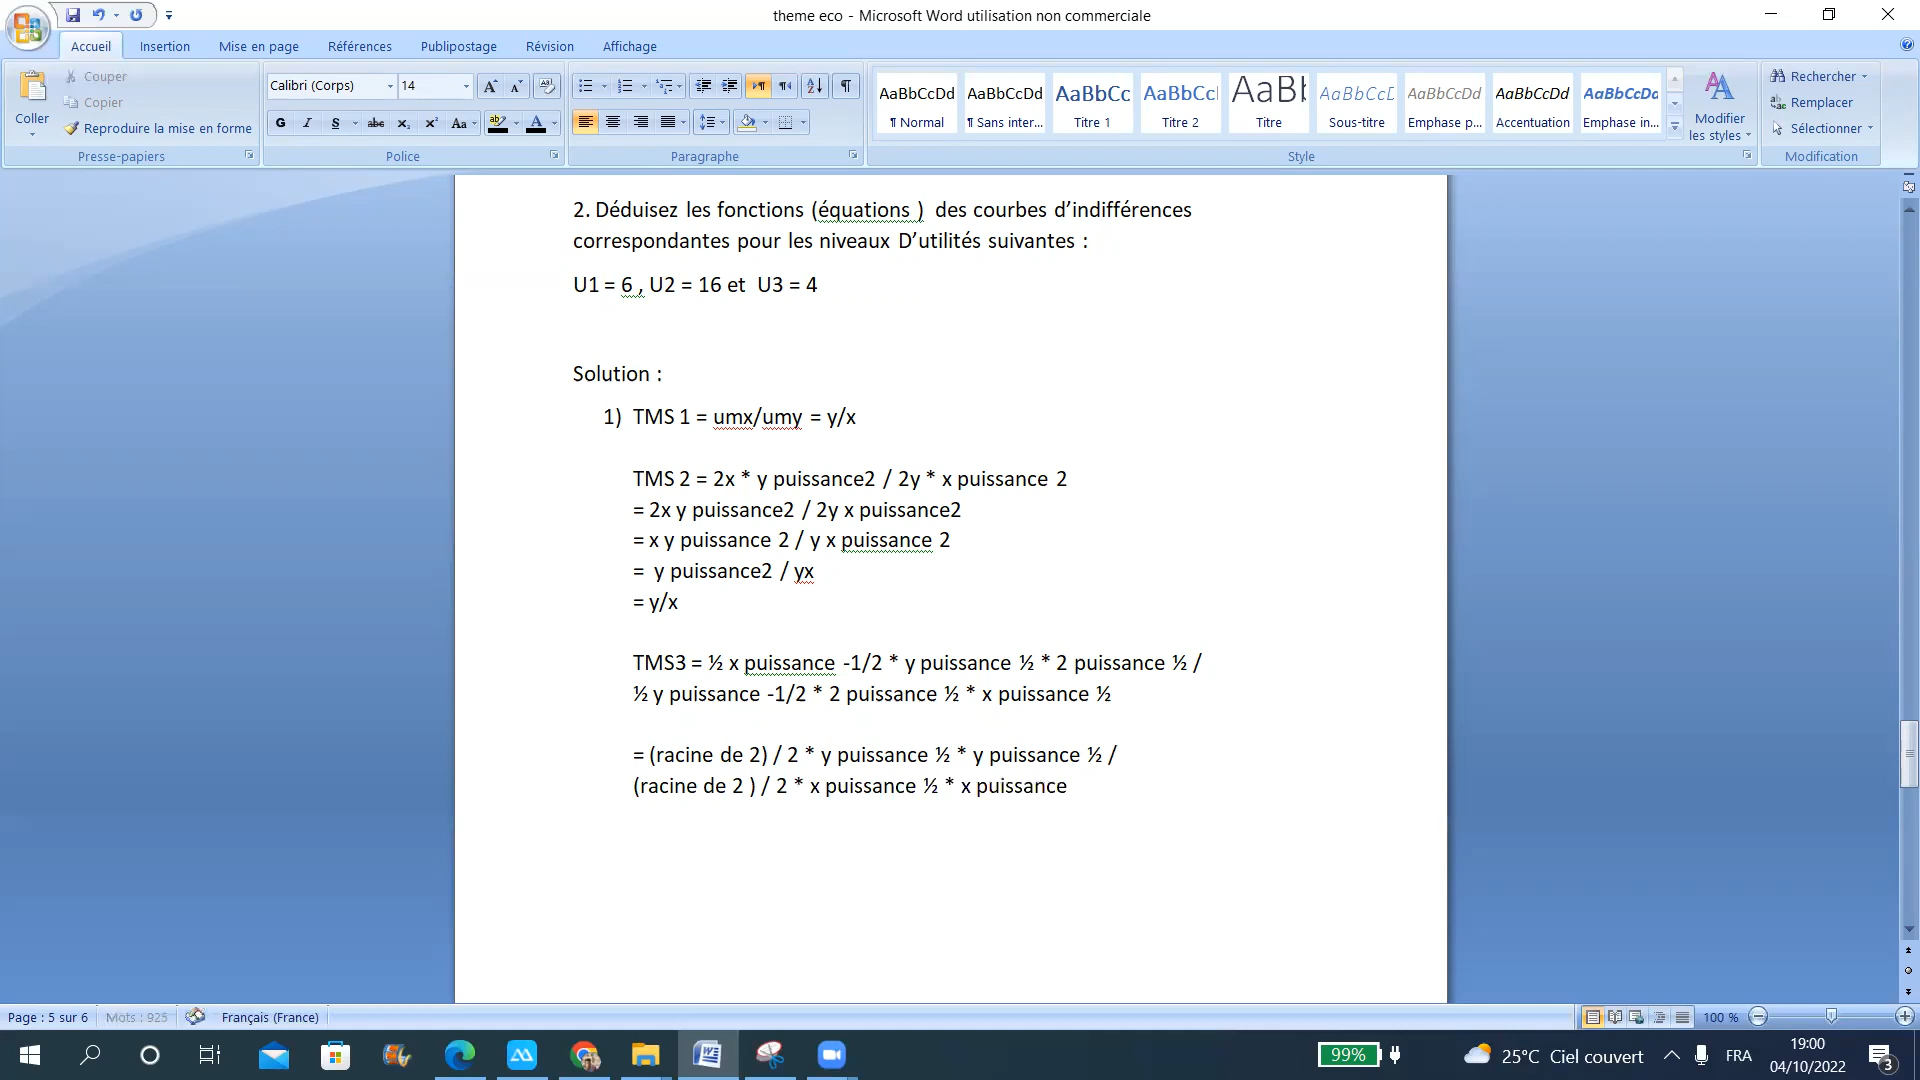 theme eco - Microsoft Word utilisation non commerciale
Accueil Insertion Mise en page Références Publipostage Révision Affichage
Coller
Couper
Copier
Reproduire la mise en forme
Presse-papiers
Calibri (Corps) 14
G I S abc x₂ x² Aa
Police
Paragraphe
AaBbCcDd AaBbCcDd AaBbCc AaBbCcI AaBl AaBbCcL AaBbCcDd AaBbCcDd AaBbCcDd
¶ Normal ¶ Sans inter... Titre 1 Titre 2 Titre Sous-titre Emphase p... Accentuation Emphase in...
Modifier les styles
Style
Rechercher
Remplacer
Sélectionner
Modification
2. Déduisez les fonctions (équations ) des courbes d’indifférences
correspondantes pour les niveaux D’utilités suivantes :
U1 = 6 , U2 = 16 et U3 = 4
Solution :
1) TMS 1 = umx/umy = y/x
TMS 2 = 2x * y puissance2 / 2y * x puissance 2
= 2x y puissance2 / 2y x puissance2
= x y puissance 2 / y x puissance 2
= y puissance2 / yx
= y/x
TMS3 = ½ x puissance -1/2 * y puissance ½ * 2 puissance ½ /
½ y puissance -1/2 * 2 puissance ½ * x puissance ½
= (racine de 2) / 2 * y puissance ½ * y puissance ½ /
(racine de 2 ) / 2 * x puissance ½ * x puissance
Page : 5 sur 6 Mots : 925 Français (France) 100 %
99% 25°C Ciel couvert FRA 19:00
04/10/2022 3